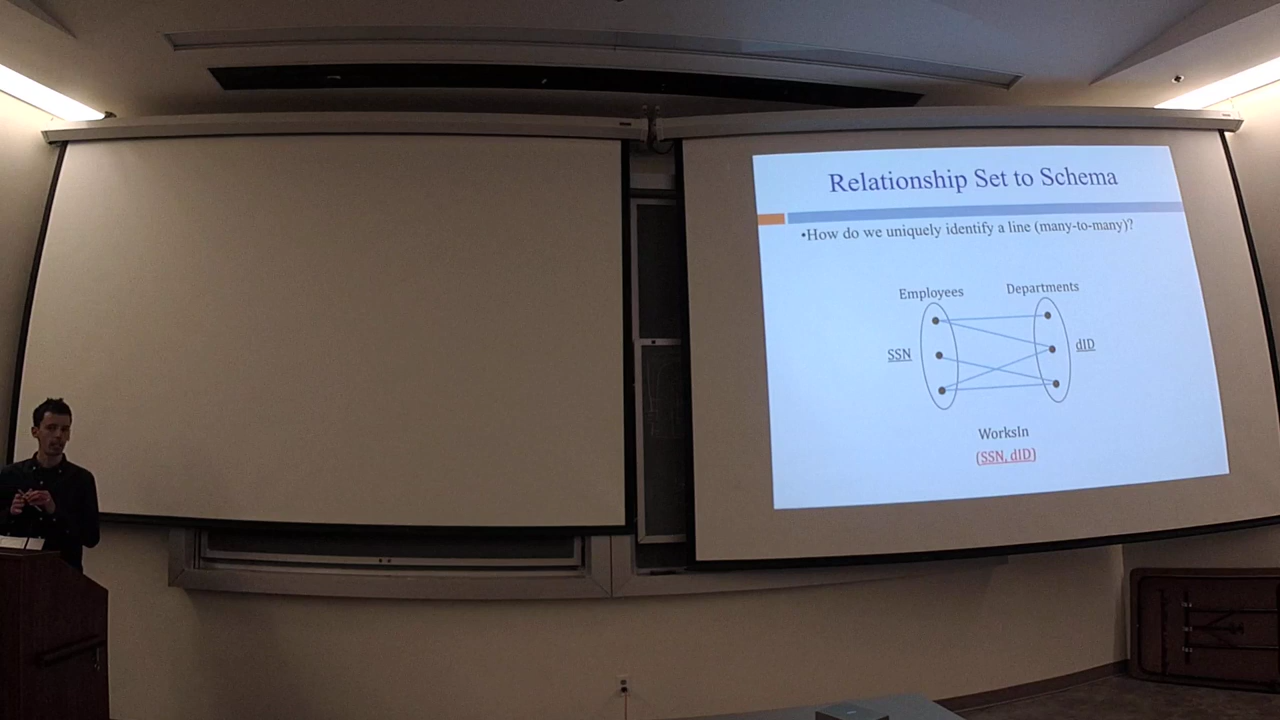 Relationship Set to Schema
•How do we uniquely identify a line (many-to-many)?
Employees
Departments
SSN
dID
WorksIn
(SSN, dID)